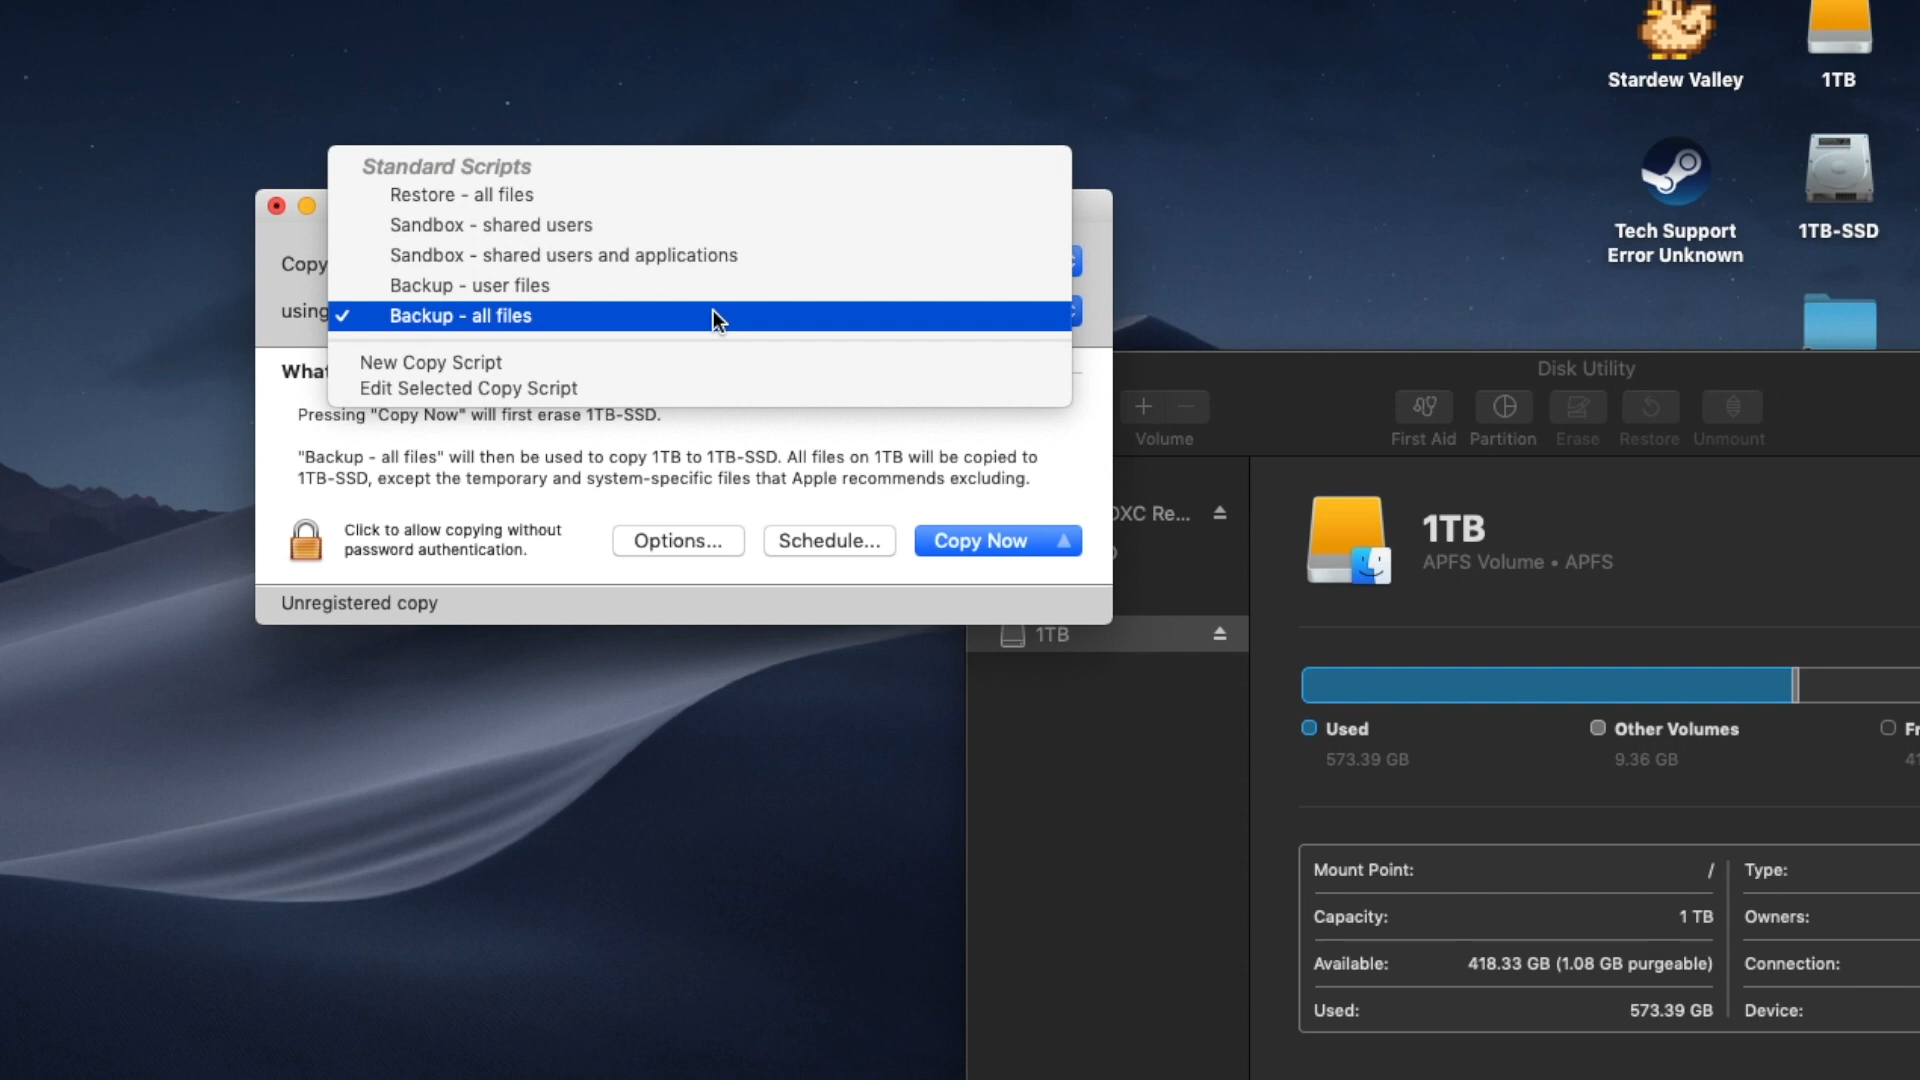 Stardew Valley
1TB
Tech Support
Error Unknown
1TB-SSD
Standard Scripts
Restore - all files
Sandbox - shared users
Sandbox - shared users and applications
Backup - user files
Backup - all files
New Copy Script
Edit Selected Copy Script
Copy
using
What
Pressing "Copy Now" will first erase 1TB-SSD.
"Backup - all files" will then be used to copy 1TB to 1TB-SSD. All files on 1TB will be copied to
1TB-SSD, except the temporary and system-specific files that Apple recommends excluding.
Click to allow copying without
password authentication.
Options...
Schedule...
Copy Now
Unregistered copy
Disk Utility
Volume
First Aid
Partition
Erase
Restore
Unmount
Re...
1TB
1TB
APFS Volume • APFS
Used
573.39 GB
Other Volumes
9.36 GB
Mount Point: /
Type:
Capacity: 1 TB
Owners:
Available: 418.33 GB (1.08 GB purgeable)
Connection:
Used: 573.39 GB
Device: